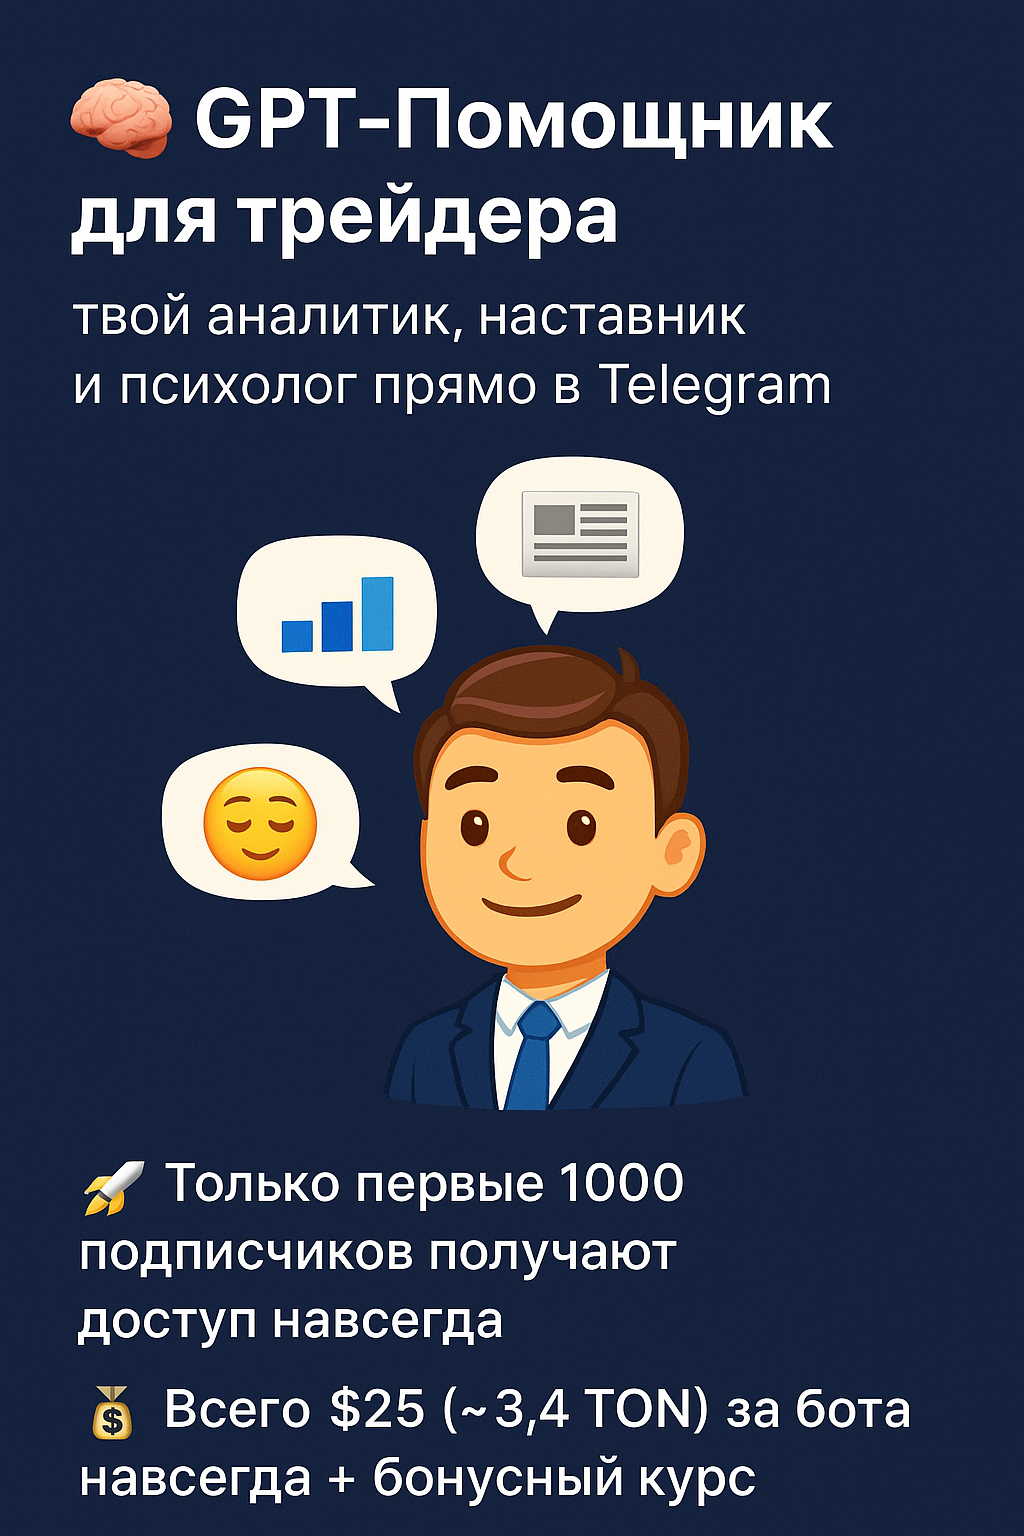 🧠 GPT-Помощник
для трейдера
твой аналитик, наставник
и психолог прямо в Telegram
🚀 Только первые 1000
подписчиков получают
доступ навсегда
💰 Всего $25 (~3,4 TON) за бота
навсегда + бонусный курс